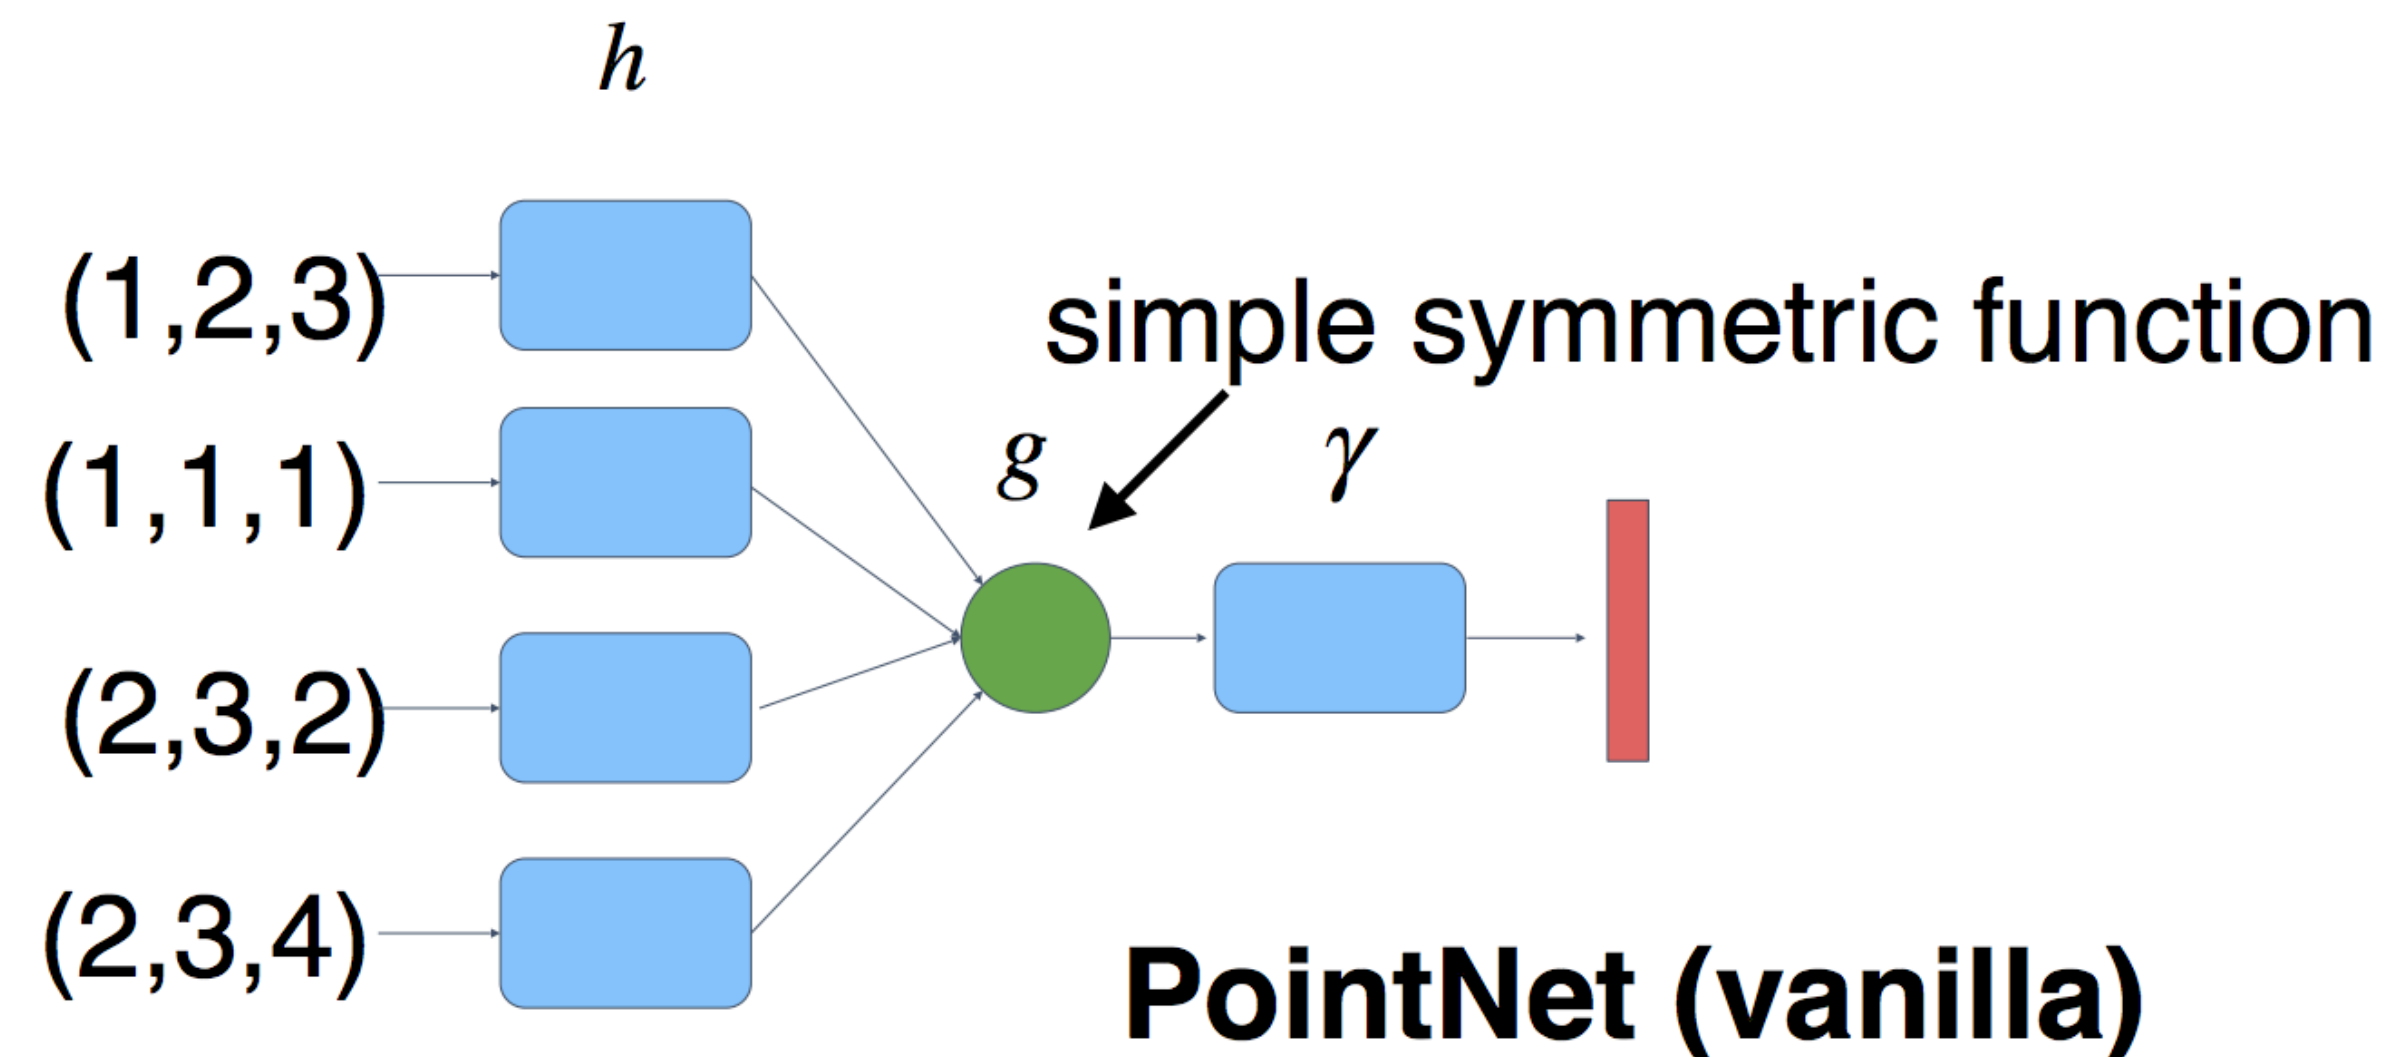 h
(1,2,3)
simple symmetric function
(1,1,1)
g
γ
(2,3,2)
(2,3,4)
PointNet (vanilla)